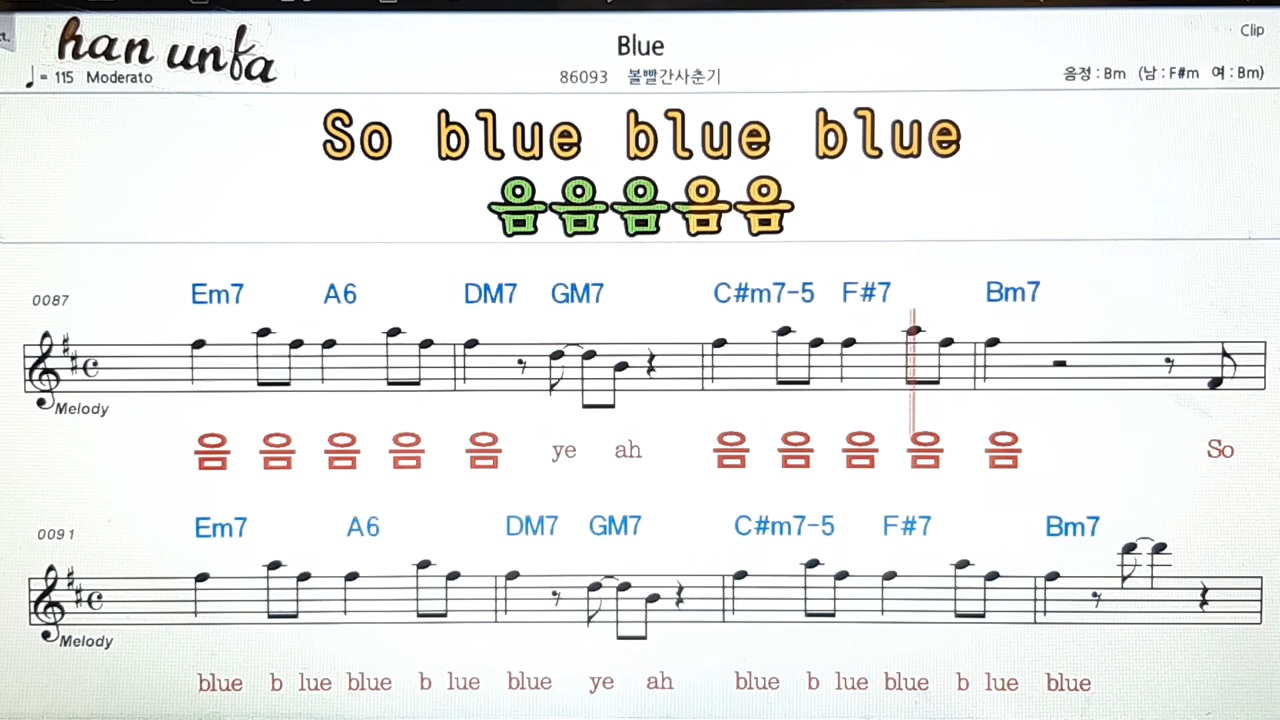 han unfa
Blue
Clip
♩= 115 Moderato
86093 볼빨간사춘기
음정 : Bm (남 : F#m 여 : Bm)
So blue blue blue
음음음음음
0087
Em7 A6 DM7 GM7 C#m7-5 F#7 Bm7
Melody
음 음 음 음 음 ye ah 음 음 음 음 음 So
0091
Em7 A6 DM7 GM7 C#m7-5 F#7 Bm7
Melody
blue b lue blue b lue blue ye ah blue b lue blue b lue blue